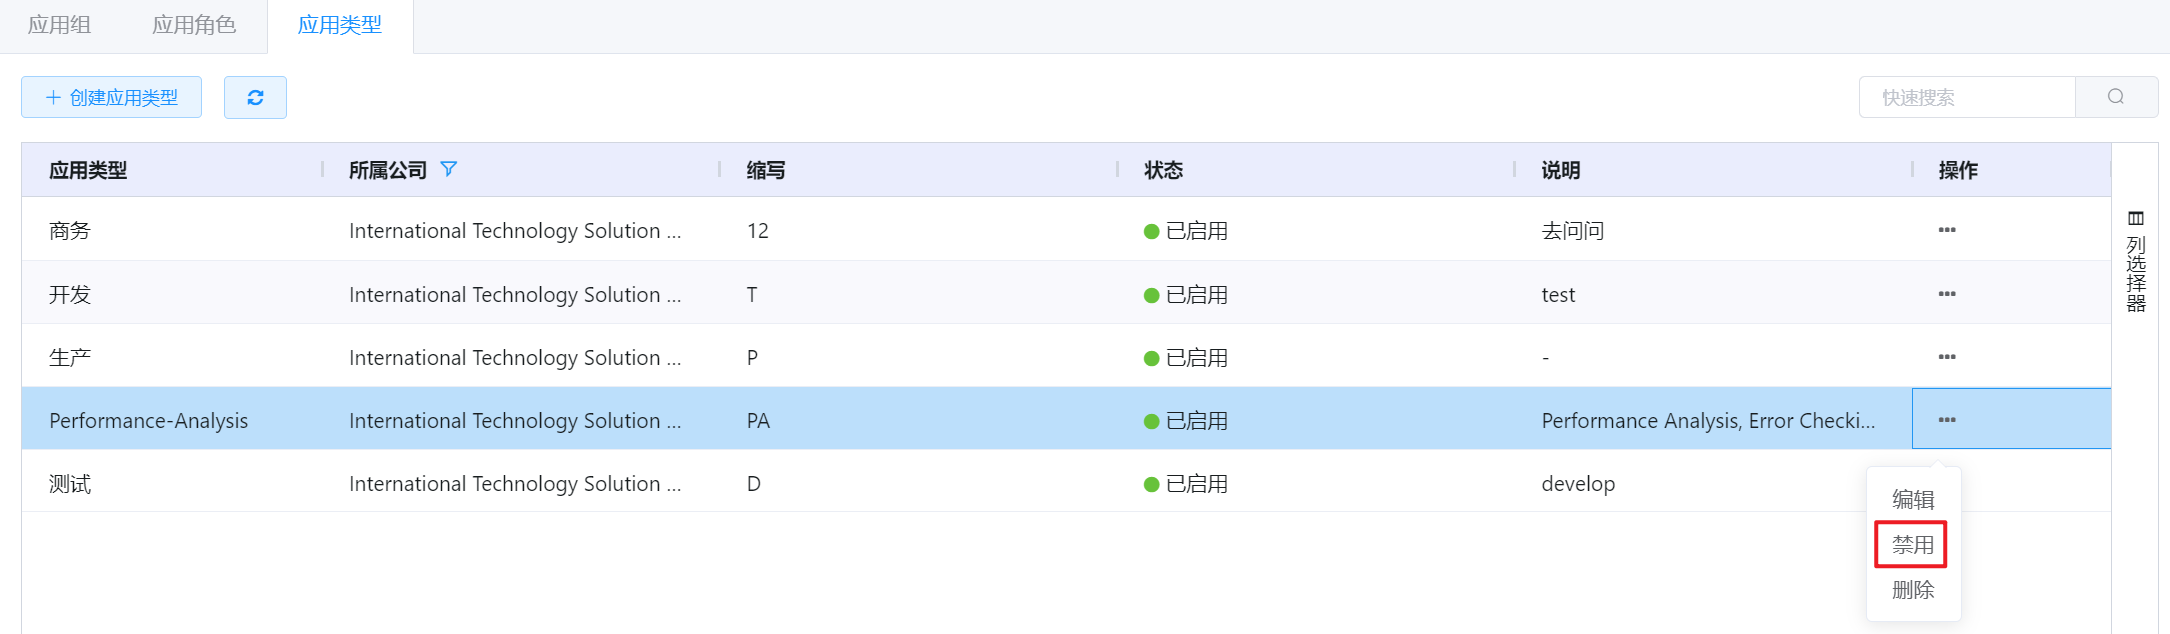 应用组 应用角色 应用类型
创建应用类型 快速搜索
应用类型 所属公司 缩写 状态 说明 操作
商务 International Technology Solution ... 12 已启用 去问问 ···
开发 International Technology Solution ... T 已启用 test ···
生产 International Technology Solution ... P 已启用 - ···
Performance-Analysis International Technology Solution ... PA 已启用 Performance Analysis, Error Checki... ···
测试 International Technology Solution ... D 已启用 develop
编辑
禁用
删除
列选择器